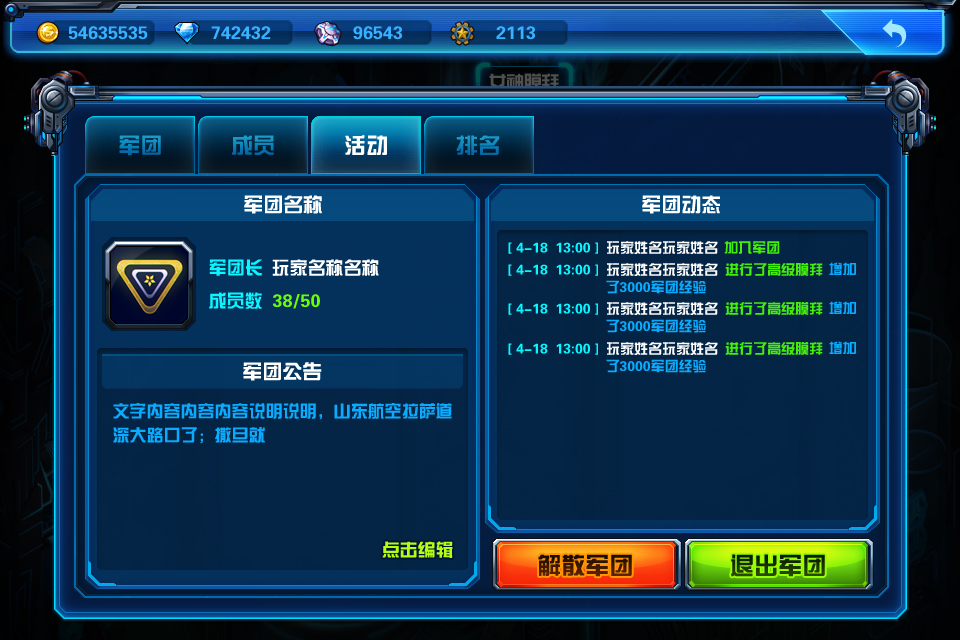 54635535 742432 96543 2113
女神膜拜
军团 成员 活动 排名
军团名称
军团长 玩家名称名称
成员数 38/50
军团公告
文字内容内容内容说明说明，山东航空拉萨道
深大路口了；撒旦就
点击编辑
军团动态
[ 4-18 13:00 ] 玩家姓名玩家姓名 加入军团
[ 4-18 13:00 ] 玩家姓名玩家姓名 进行了高级膜拜 增加
了3000军团经验
[ 4-18 13:00 ] 玩家姓名玩家姓名 进行了高级膜拜 增加
了3000军团经验
[ 4-18 13:00 ] 玩家姓名玩家姓名 进行了高级膜拜 增加
了3000军团经验
解散军团 退出军团